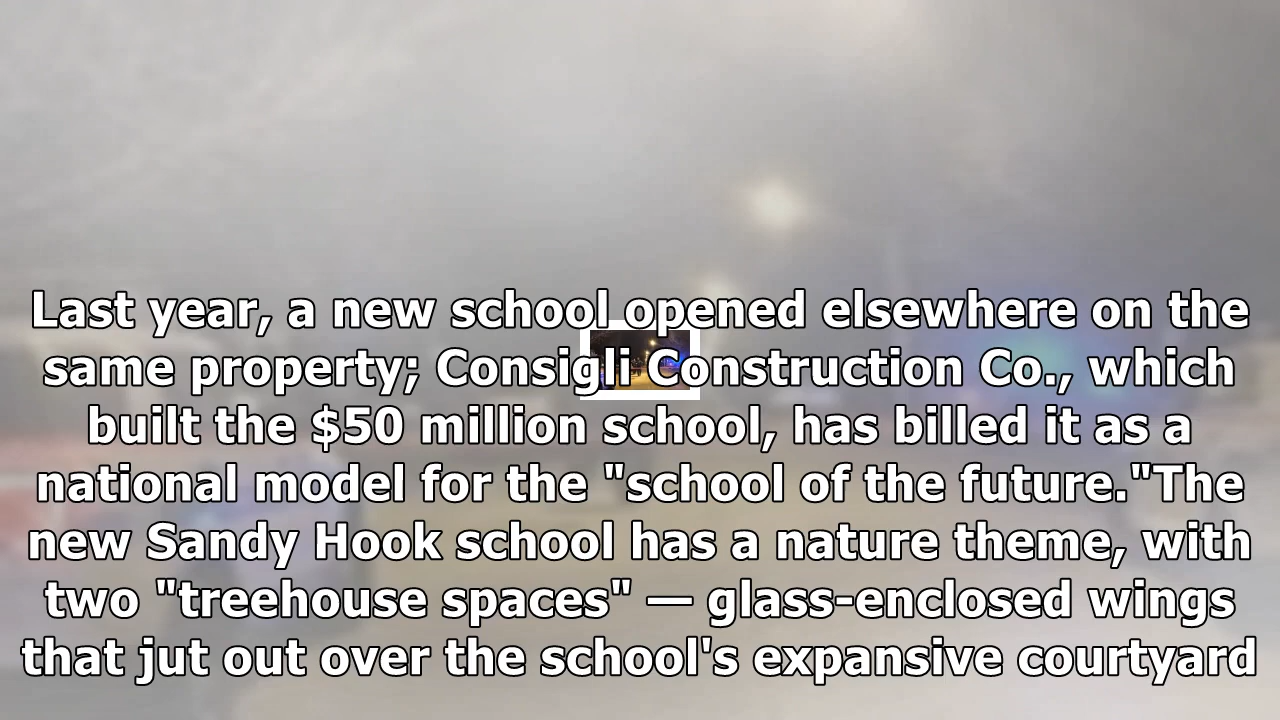 Last year, a new school opened elsewhere on the
same property; Consigli Construction Co., which
built the $50 million school, has billed it as a
national model for the "school of the future."The
new Sandy Hook school has a nature theme, with
two "treehouse spaces" — glass-enclosed wings
that jut out over the school's expansive courtyard